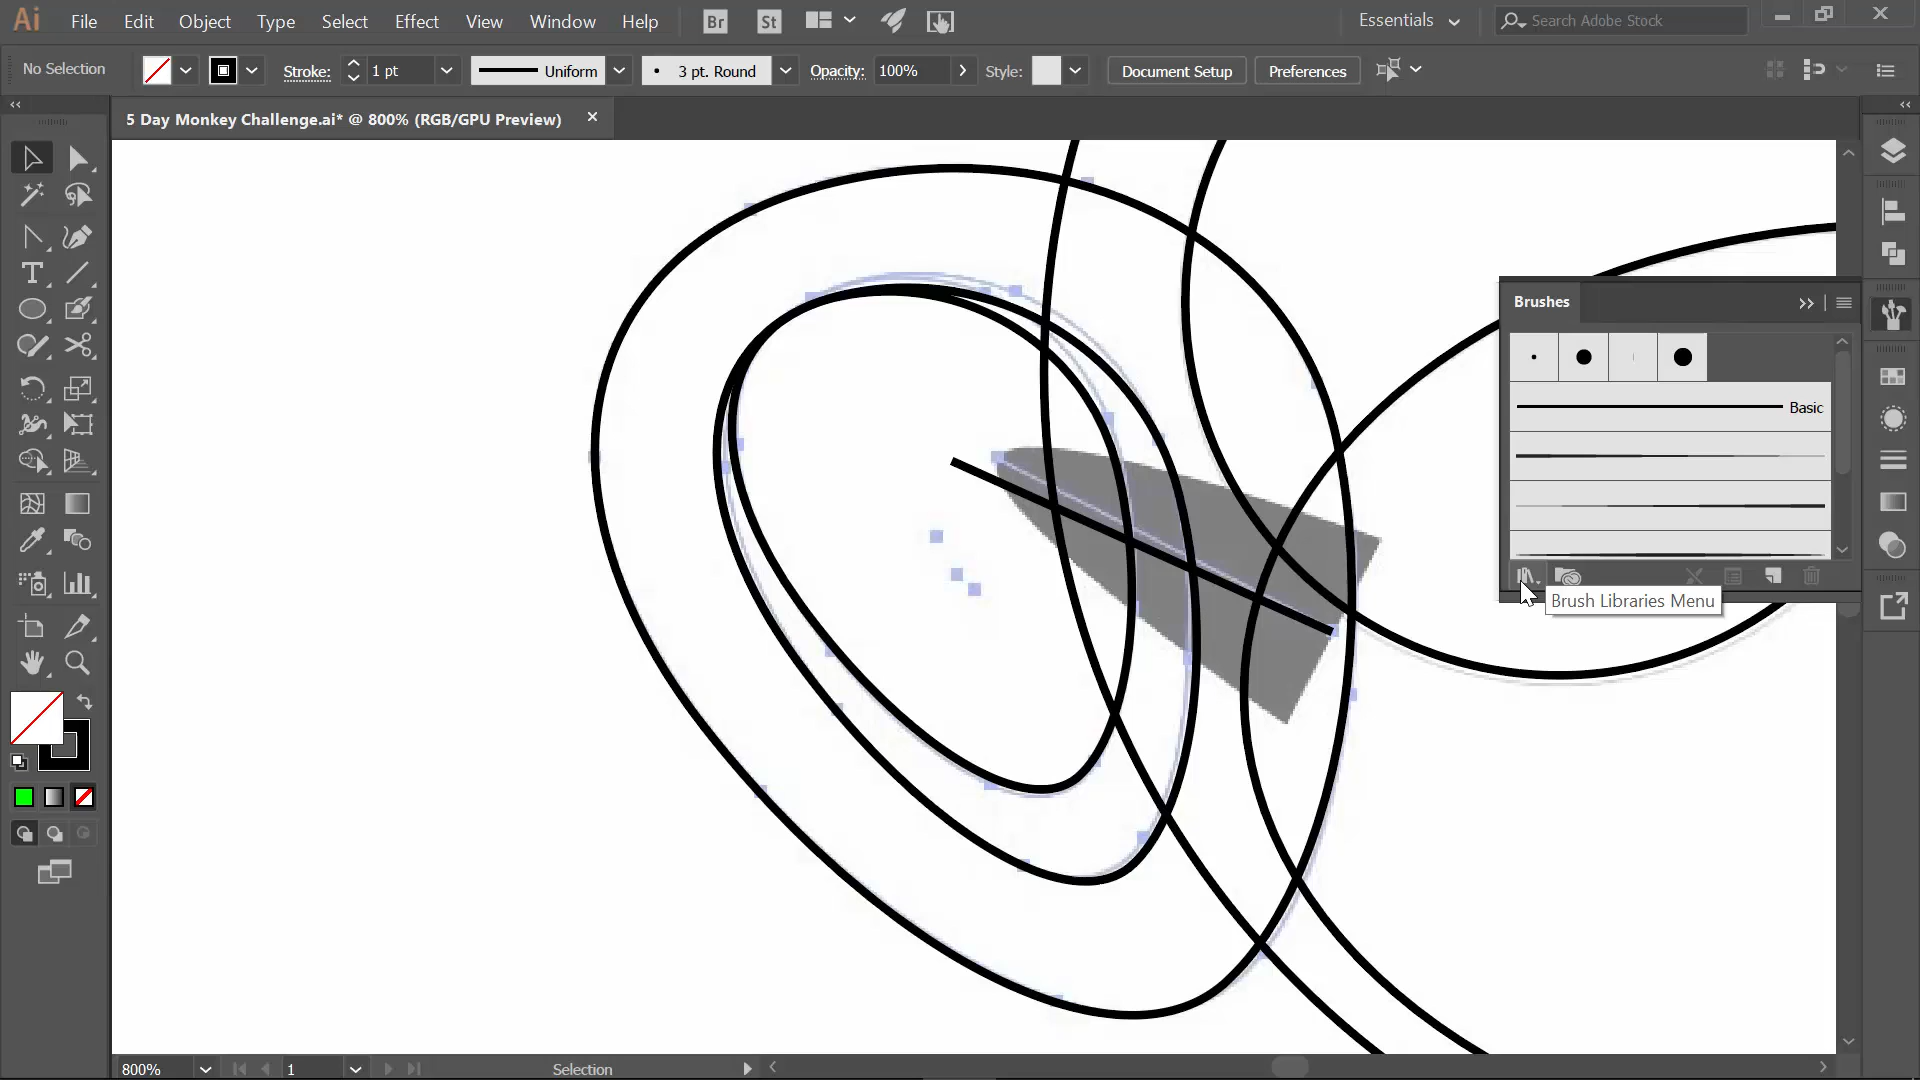 Ai File Edit Object Type Select Effect View Window Help Br St Essentials Search Adobe Stock
No Selection Stroke: 1 pt Uniform 3 pt. Round Opacity: 100% Style: Document Setup Preferences
5 Day Monkey Challenge.ai* @ 800% (RGB/GPU Preview)
Brushes
Basic
Brush Libraries Menu
800% 1 Selection